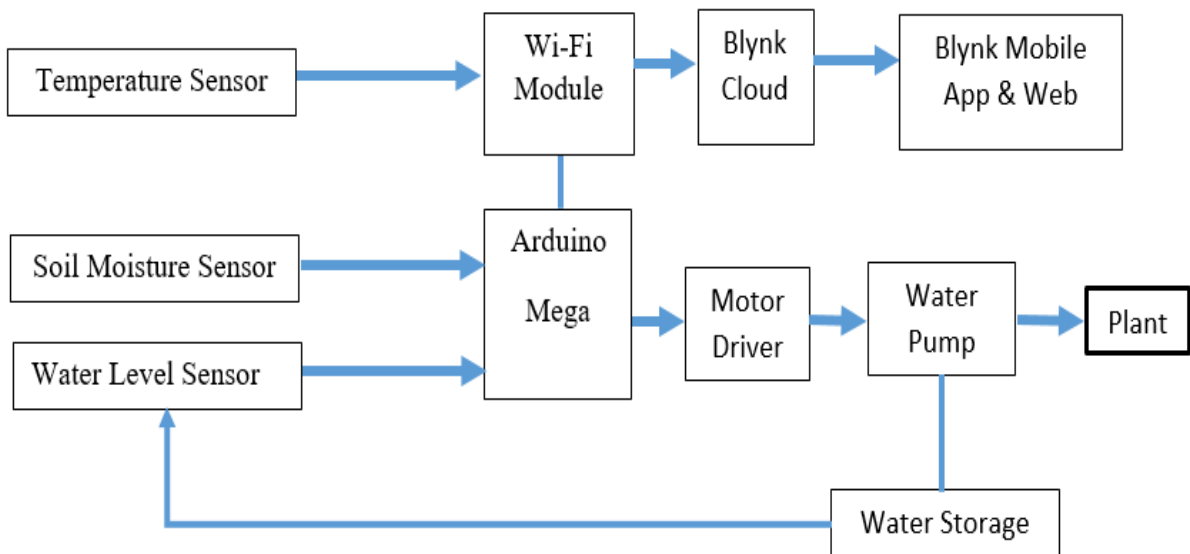 Temperature Sensor
Wi-Fi
Module
Blynk
Cloud
Blynk Mobile
App & Web
Soil Moisture Sensor
Arduino
Mega
Water Level Sensor
Motor
Driver
Water
Pump
Plant
Water Storage